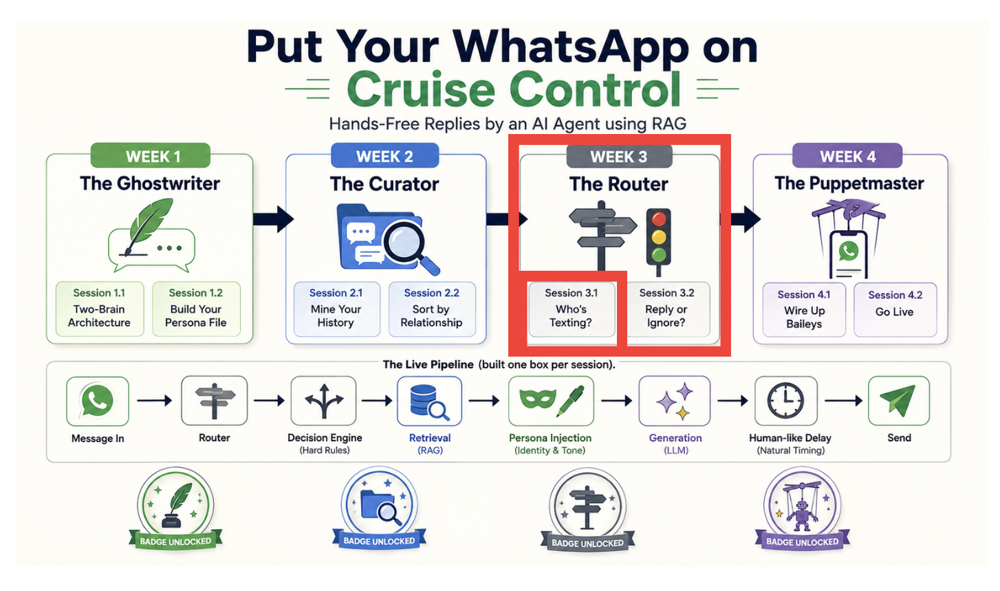 Put Your WhatsApp on
Cruise Control
Hands-Free Replies by an AI Agent using RAG
WEEK 1
The Ghostwriter
Session 1.1
Two-Brain
Architecture
Session 1.2
Build Your
Persona File
WEEK 2
The Curator
Session 2.1
Mine Your
History
Session 2.2
Sort by
Relationship
WEEK 3
The Router
Session 3.1
Who's
Texting?
Session 3.2
Reply or
Ignore?
WEEK 4
The Puppetmaster
Session 4.1
Wire Up
Baileys
Session 4.2
Go Live
The Live Pipeline (built one box per session).
Message In
Router
Decision Engine
(Hard Rules)
Retrieval
(RAG)
Persona Injection
(Identity & Tone)
Generation
(LLM)
Human-like Delay
(Natural Timing)
Send
BADGE UNLOCKED
BADGE UNLOCKED
BADGE UNLOCKED
BADGE UNLOCKED